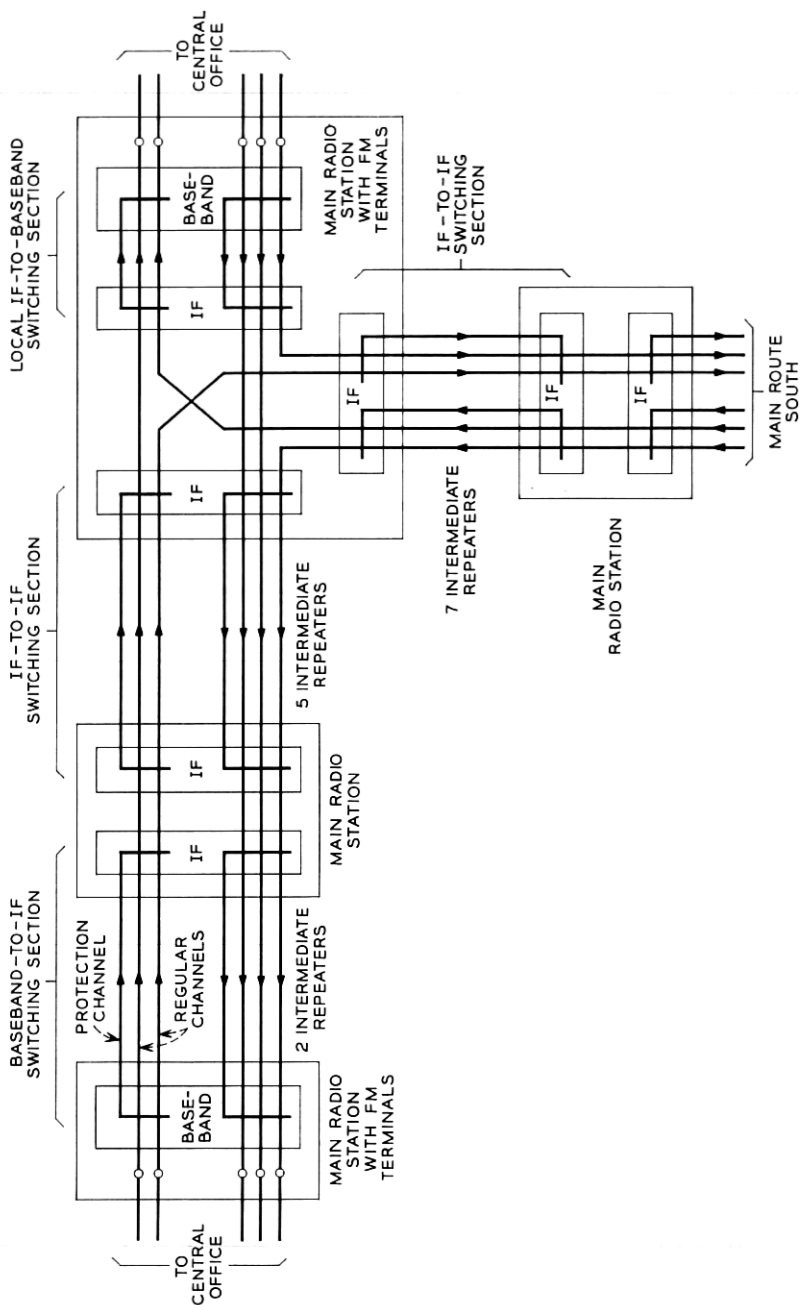 BASEBAND-TO-IF
SWITCHING SECTION
IF-TO-IF
SWITCHING SECTION
LOCAL IF-TO-BASEBAND
SWITCHING SECTION
PROTECTION
CHANNEL
REGULAR
CHANNELS
TO
CENTRAL
OFFICE
BASE-
BAND
IF
IF
IF
IF
BASE-
BAND
TO
CENTRAL
OFFICE
2 INTERMEDIATE
REPEATERS
5 INTERMEDIATE
REPEATERS
MAIN RADIO
STATION
WITH FM
TERMINALS
MAIN RADIO
STATION
MAIN RADIO
STATION
WITH FM
TERMINALS
IF
IF-TO-IF
SWITCHING
SECTION
7 INTERMEDIATE
REPEATERS
IF
IF
MAIN
RADIO STATION
MAIN ROUTE
SOUTH